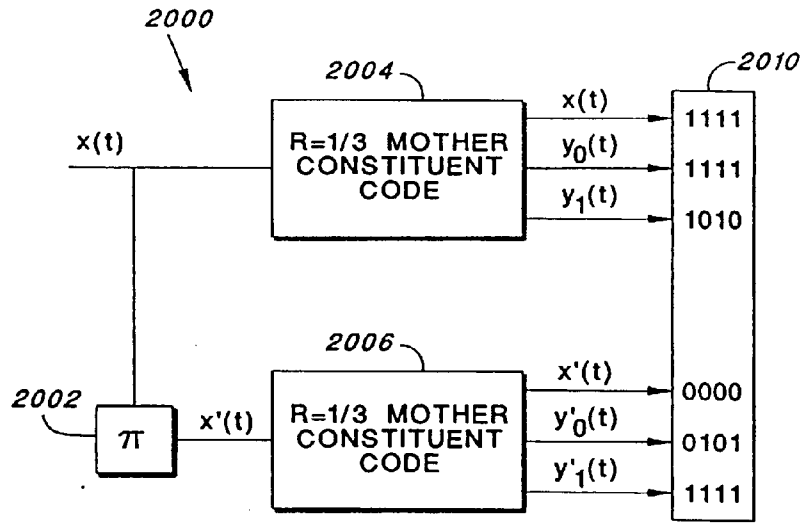 2000
2004
2010
x(t)
R=1/3 MOTHER
CONSTITUENT
CODE
x(t)
y₀(t)
y₁(t)
1111
1111
1010
2006
2002
π
x'(t)
R=1/3 MOTHER
CONSTITUENT
CODE
x'(t)
y'₀(t)
y'₁(t)
0000
0101
1111